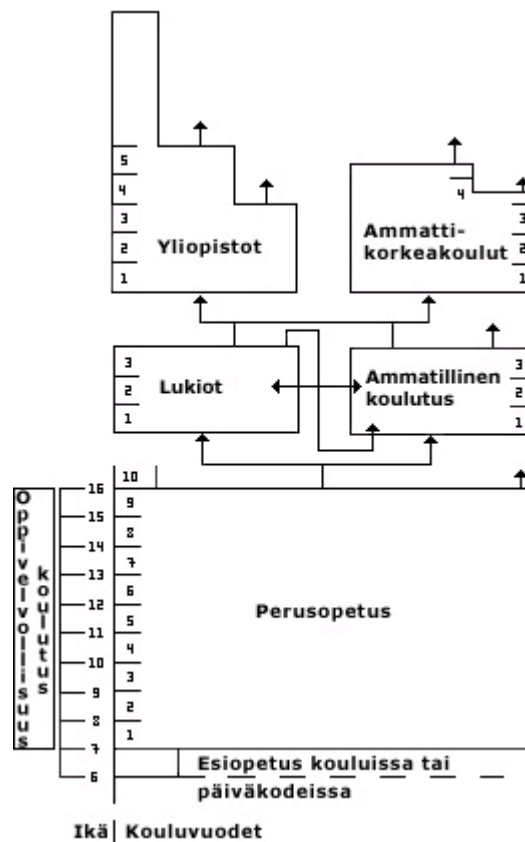 5
4
3
2
1
Yliopistot
4
3
2
1
Ammatti-
korkeakoulut
3
2
1
Lukiot
Ammatillinen
koulutus
3
2
1
10
9
8
7
6
5
4
3
2
1
16
15
14
13
12
11
10
9
8
7
6
Oppivelvollisuus
koulutus
Perusopetus
Esiopetus kouluissa tai
päiväkodeissa
Ikä
Kouluvuodet